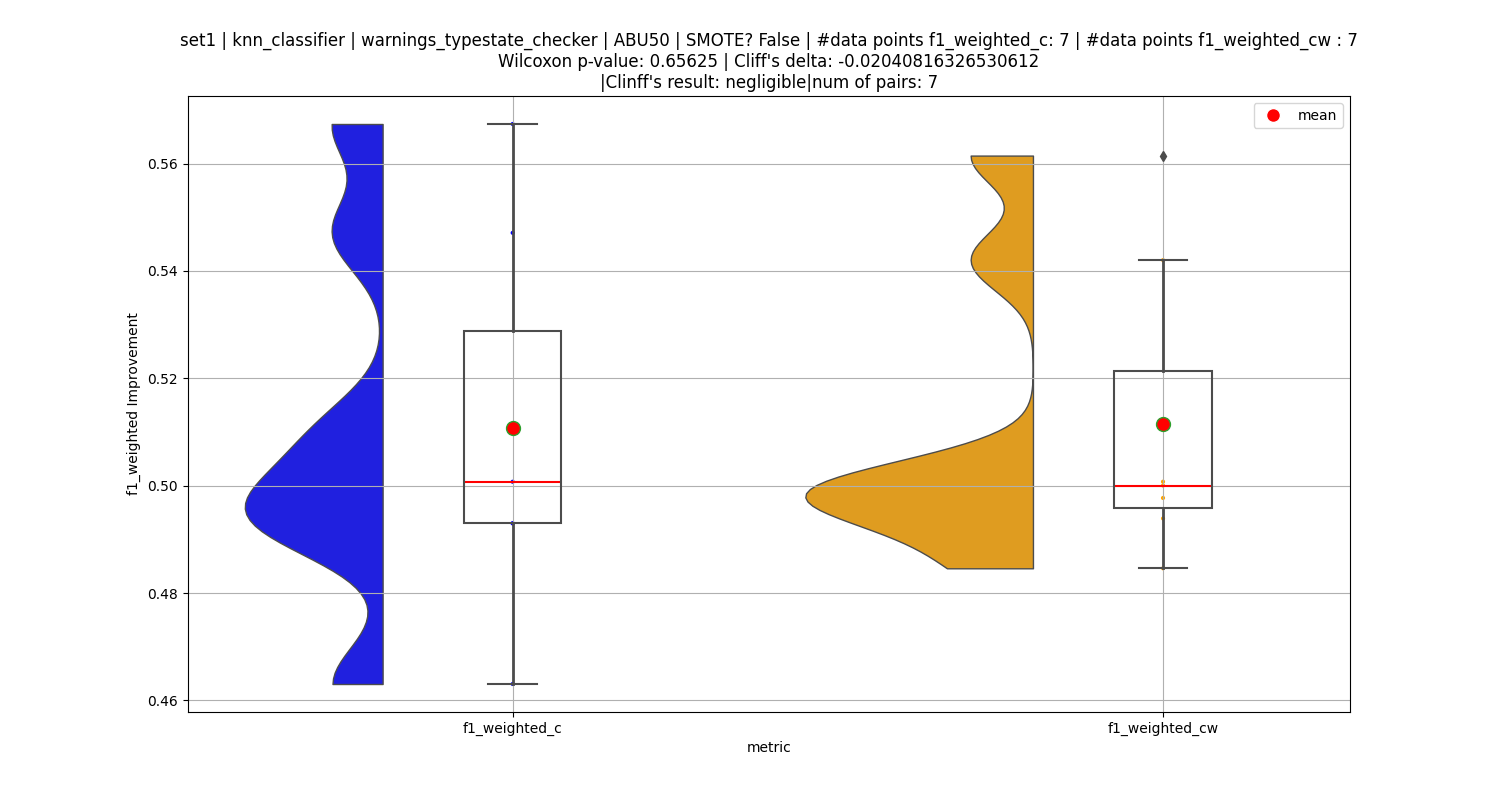 set1 | knn_classifier | warnings_typestate_checker | ABU50 | SMOTE? False | #data points f1_weighted_c: 7 | #data points f1_weighted_cw : 7
Wilcoxon p-value: 0.65625 | Cliff's delta: -0.02040816326530612
|Clinff's result: negligible|num of pairs: 7
mean
0.56
0.54
0.52
0.50
0.48
0.46
f1_weighted Improvement
f1_weighted_c
f1_weighted_cw
metric